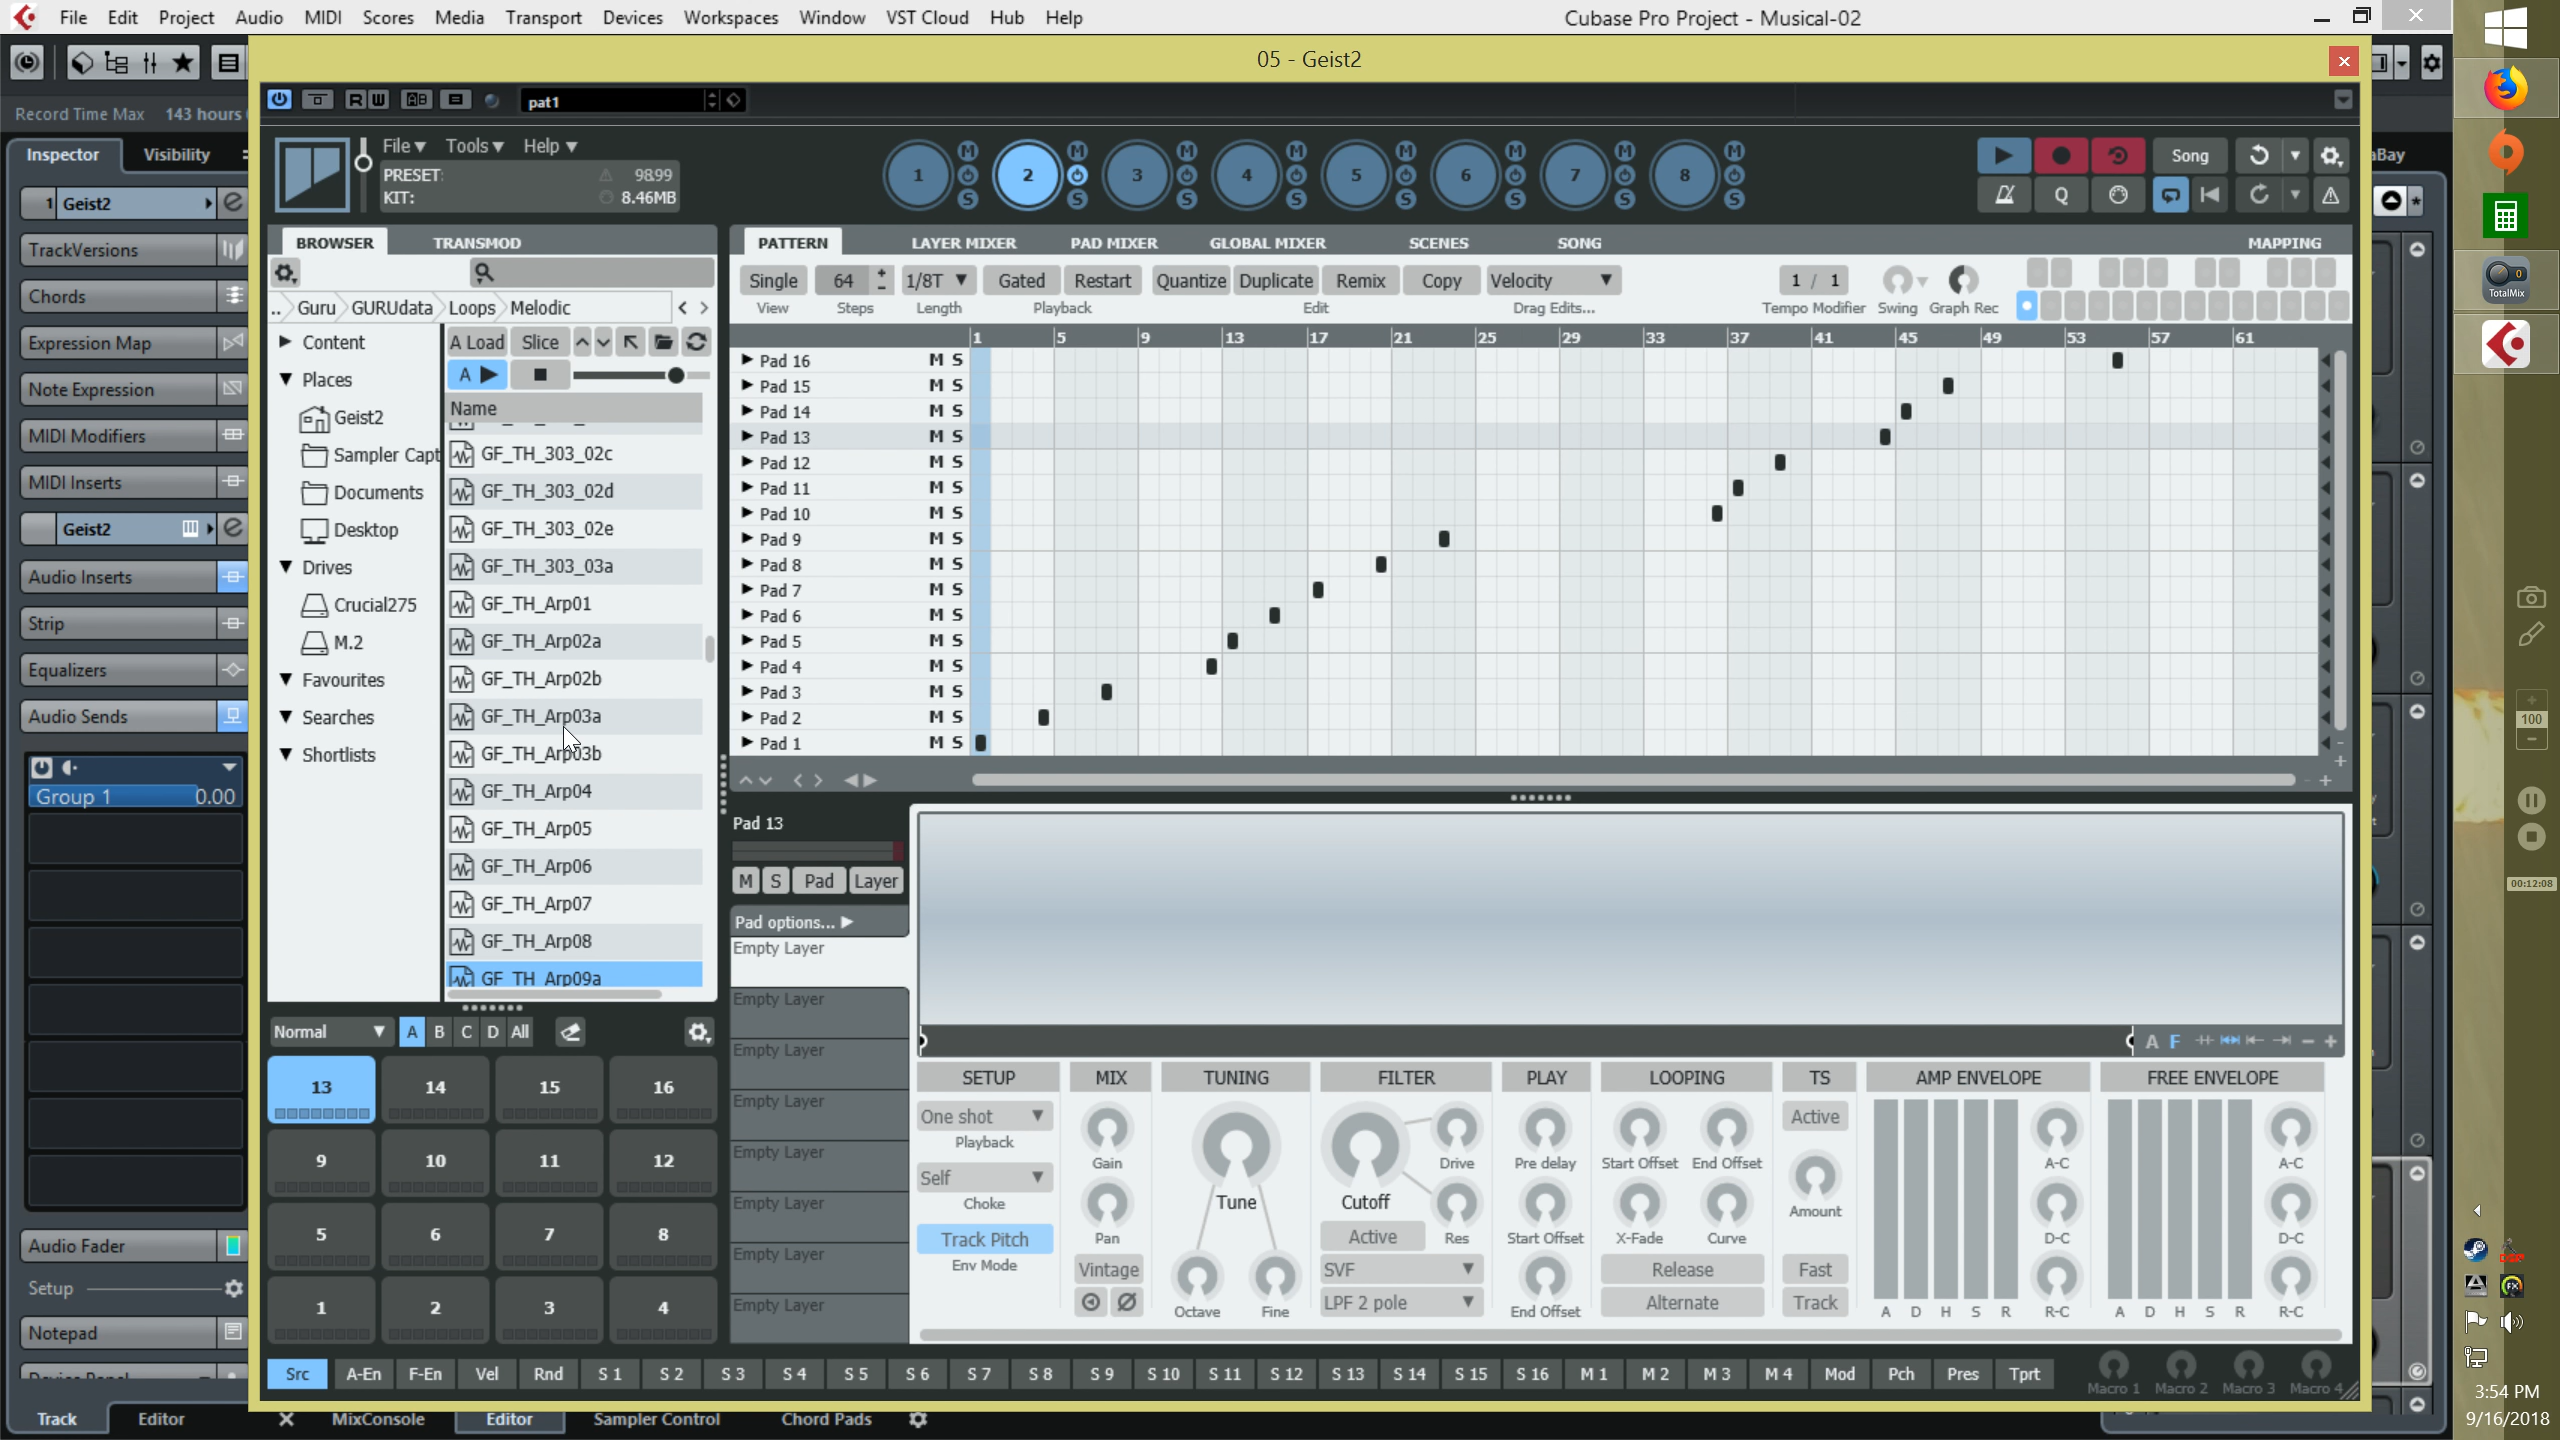 File Edit Project Audio MIDI Scores Media Transport Devices Workspaces Window VST Cloud Hub Help Cubase Pro Project - Musical-02
05 - Geist2
Record Time Max 143 hours
pat1
Inspector Visibility
1 Geist2
TrackVersions
Chords
Expression Map
Note Expression
MIDI Modifiers
MIDI Inserts
Geist2
Audio Inserts
Strip
Equalizers
Audio Sends
Group 1 0.00
Audio Fader
Setup
Notepad
File Tools Help
PRESET: 98.99
KIT: 8.46MB
1 2 3 4 5 6 7 8
M S M S M S M S M S M S M S M S
Song
Q
aBay
BROWSER TRANSMOD
PATTERN LAYER MIXER PAD MIXER GLOBAL MIXER SCENES SONG MAPPING
Single 64 1/8T Gated Restart Quantize Duplicate Remix Copy Velocity 1 / 1
View Steps Length Playback Edit Drag Edits... Tempo Modifier Swing Graph Rec
.. Guru GURUdata Loops Melodic
A Load Slice
A
Name
Content
Places
Geist2
Sampler Capt
Documents
Desktop
Drives
Crucial275
M.2
Favourites
Searches
Shortlists
GF_TH_303_02c
GF_TH_303_02d
GF_TH_303_02e
GF_TH_303_03a
GF_TH_Arp01
GF_TH_Arp02a
GF_TH_Arp02b
GF_TH_Arp03a
GF_TH_Arp03b
GF_TH_Arp04
GF_TH_Arp05
GF_TH_Arp06
GF_TH_Arp07
GF_TH_Arp08
GF_TH_Arp09a
1 5 9 13 17 21 25 29 33 37 41 45 49 53 57 61
Pad 16 M S
Pad 15 M S
Pad 14 M S
Pad 13 M S
Pad 12 M S
Pad 11 M S
Pad 10 M S
Pad 9 M S
Pad 8 M S
Pad 7 M S
Pad 6 M S
Pad 5 M S
Pad 4 M S
Pad 3 M S
Pad 2 M S
Pad 1 M S
Pad 13
M S Pad Layer
Pad options...
Empty Layer
Empty Layer
Empty Layer
Empty Layer
Empty Layer
Empty Layer
Empty Layer
Empty Layer
A F
Normal A B C D All
13 14 15 16
9 10 11 12
5 6 7 8
1 2 3 4
SETUP MIX TUNING FILTER PLAY LOOPING TS AMP ENVELOPE FREE ENVELOPE
One shot
Playback
Self
Choke
Track Pitch
Env Mode
Gain
Pan
Vintage
Tune
Octave Fine
Cutoff
Drive
Res
Active
SVF
LPF 2 pole
Pre delay
Start Offset
End Offset
Start Offset End Offset
X-Fade Curve
Release
Alternate
Active
Amount
Fast
Track
A-C
D-C
R-C
A D H S R
A-C
D-C
R-C
A D H S R
Src A-En F-En Vel Rnd S 1 S 2 S 3 S 4 S 5 S 6 S 7 S 8 S 9 S 10 S 11 S 12 S 13 S 14 S 15 S 16 M 1 M 2 M 3 M 4 Mod Pch Pres Tprt
Macro 1 Macro 2 Macro 3 Macro 4
Track Editor MixConsole Editor Sampler Control Chord Pads
TotalMix
100
00:12:08
3:54 PM
9/16/2018